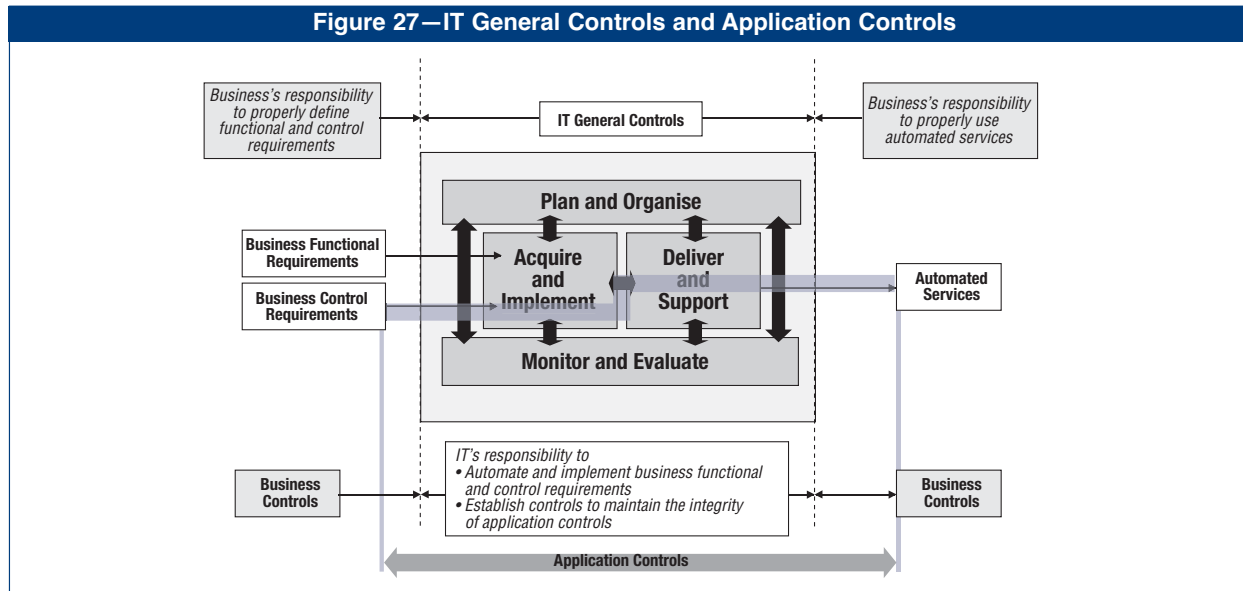 Figure 27—IT General Controls and Application Controls
Business's responsibility
to properly define
functional and control
requirements
IT General Controls
Business's responsibility
to properly use
automated services
Plan and Organise
Business Functional
Requirements
Acquire
and
Implement
Deliver
and
Support
Business Control
Requirements
Automated
Services
Monitor and Evaluate
Business
Controls
IT's responsibility to
• Automate and implement business functional
and control requirements
• Establish controls to maintain the integrity
of application controls
Business
Controls
Application Controls